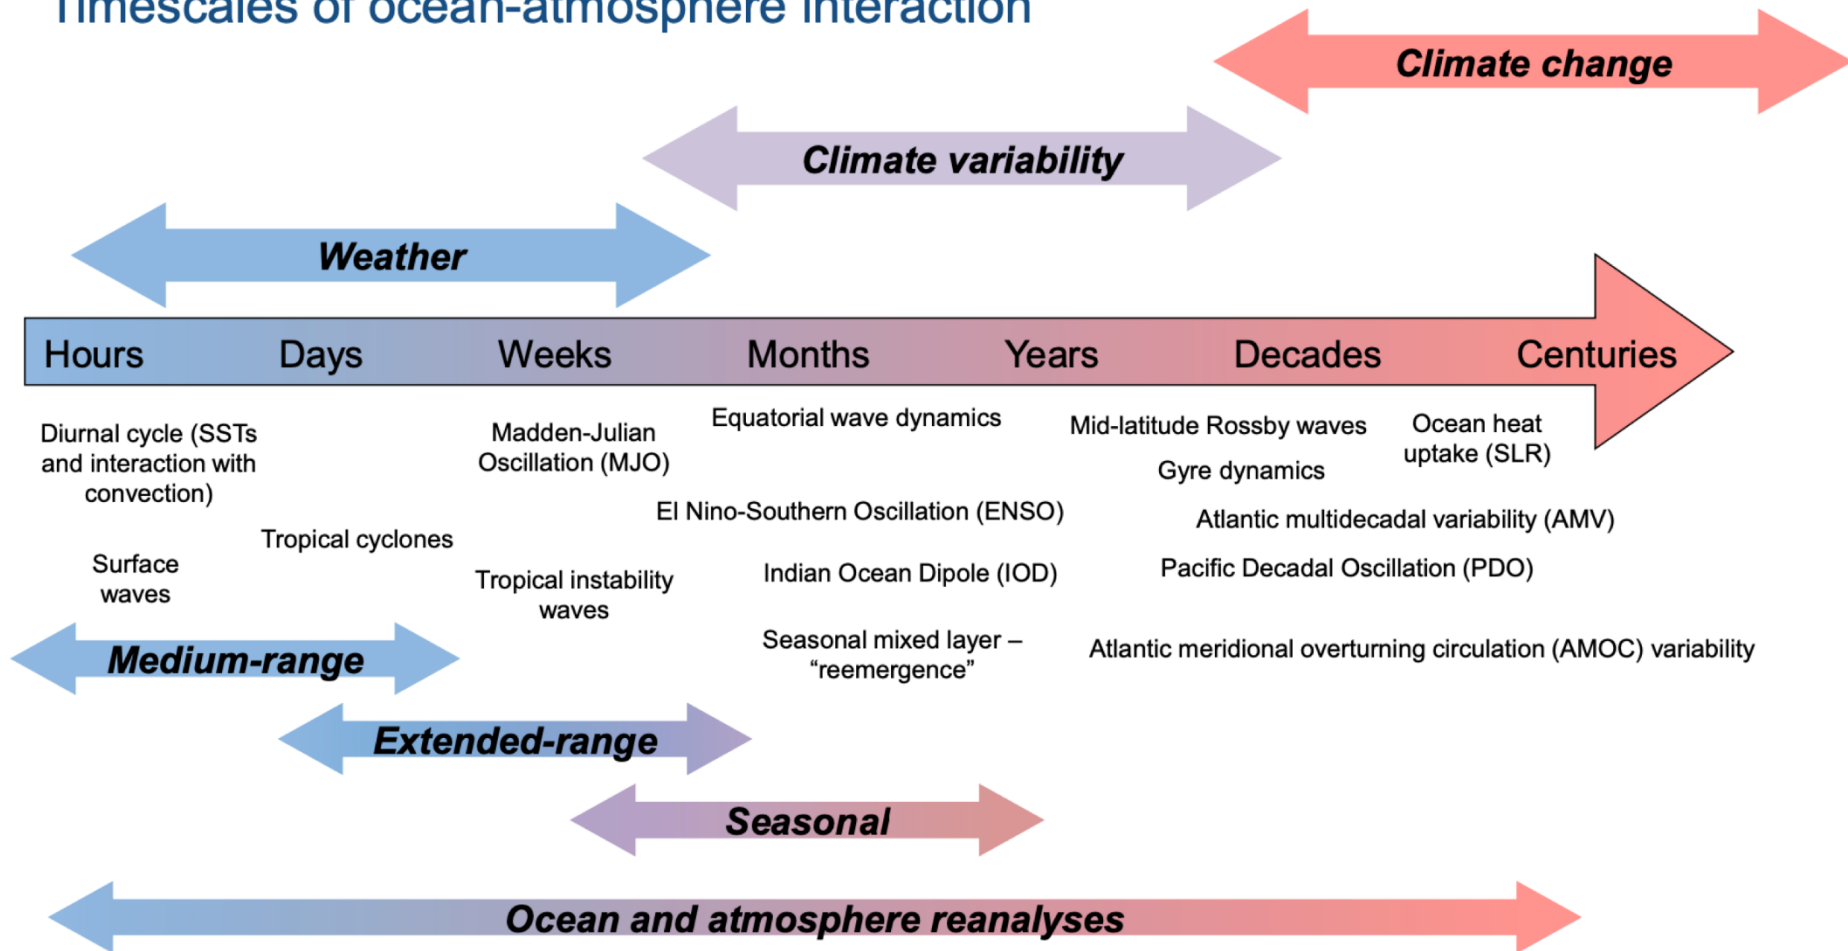 Timescales of ocean-atmosphere interaction
Climate change
Climate variability
Weather
Hours
Days
Weeks
Months
Years
Decades
Centuries
Diurnal cycle (SSTs
and interaction with
convection)
Surface
waves
Tropical cyclones
Madden-Julian
Oscillation (MJO)
Tropical instability
waves
Equatorial wave dynamics
El Nino-Southern Oscillation (ENSO)
Indian Ocean Dipole (IOD)
Seasonal mixed layer –
“reemergence”
Mid-latitude Rossby waves
Gyre dynamics
Ocean heat
uptake (SLR)
Atlantic multidecadal variability (AMV)
Pacific Decadal Oscillation (PDO)
Atlantic meridional overturning circulation (AMOC) variability
Medium-range
Extended-range
Seasonal
Ocean and atmosphere reanalyses